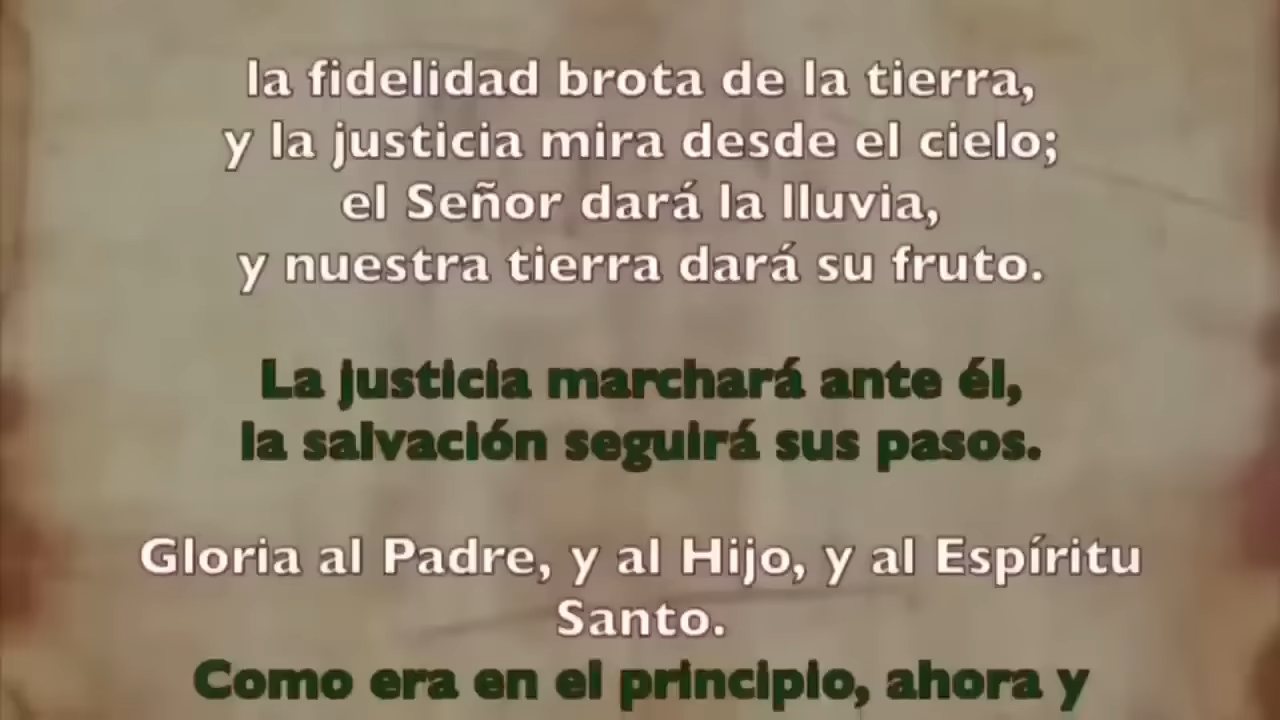 la fidelidad brota de la tierra,
y la justicia mira desde el cielo;
el Señor dará la lluvia,
y nuestra tierra dará su fruto.
La justicia marchará ante él,
la salvación seguirá sus pasos.
Gloria al Padre, y al Hijo, y al Espíritu
Santo.
Como era en el principio, ahora y